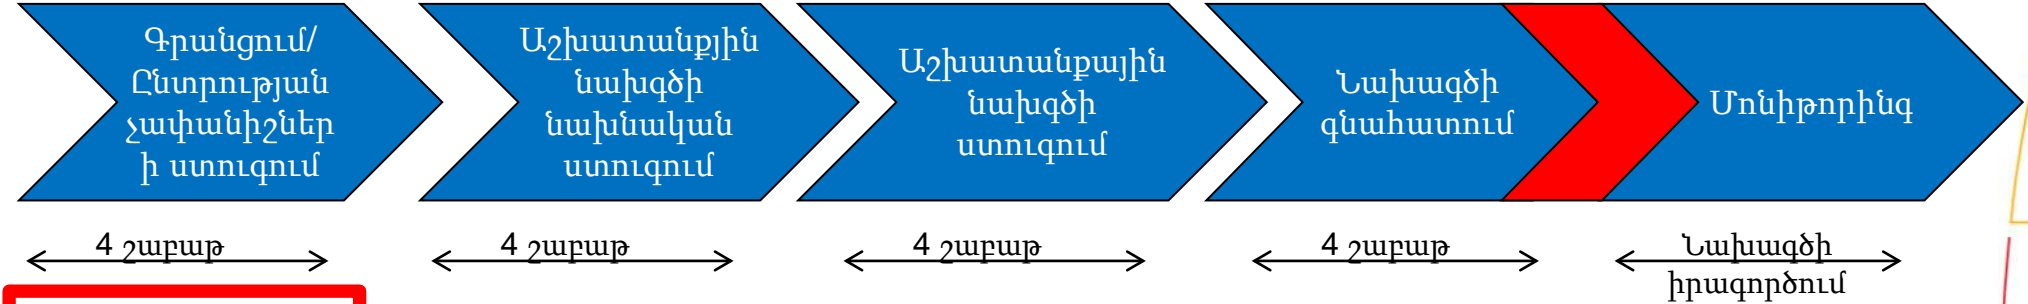 Գրանցում/
Ընտրության
չափանիշներ
ի ստուգում
Աշխատանքյին
նախգծի
նախնական
ստուգում
Աշխատանքային
նախգծի
ստուգում
Նախագծի
գնահատում
Մոնիթորինգ
4 շաբաթ
4 շաբաթ
4 շաբաթ
4 շաբաթ
Նախագծի
իրագործում